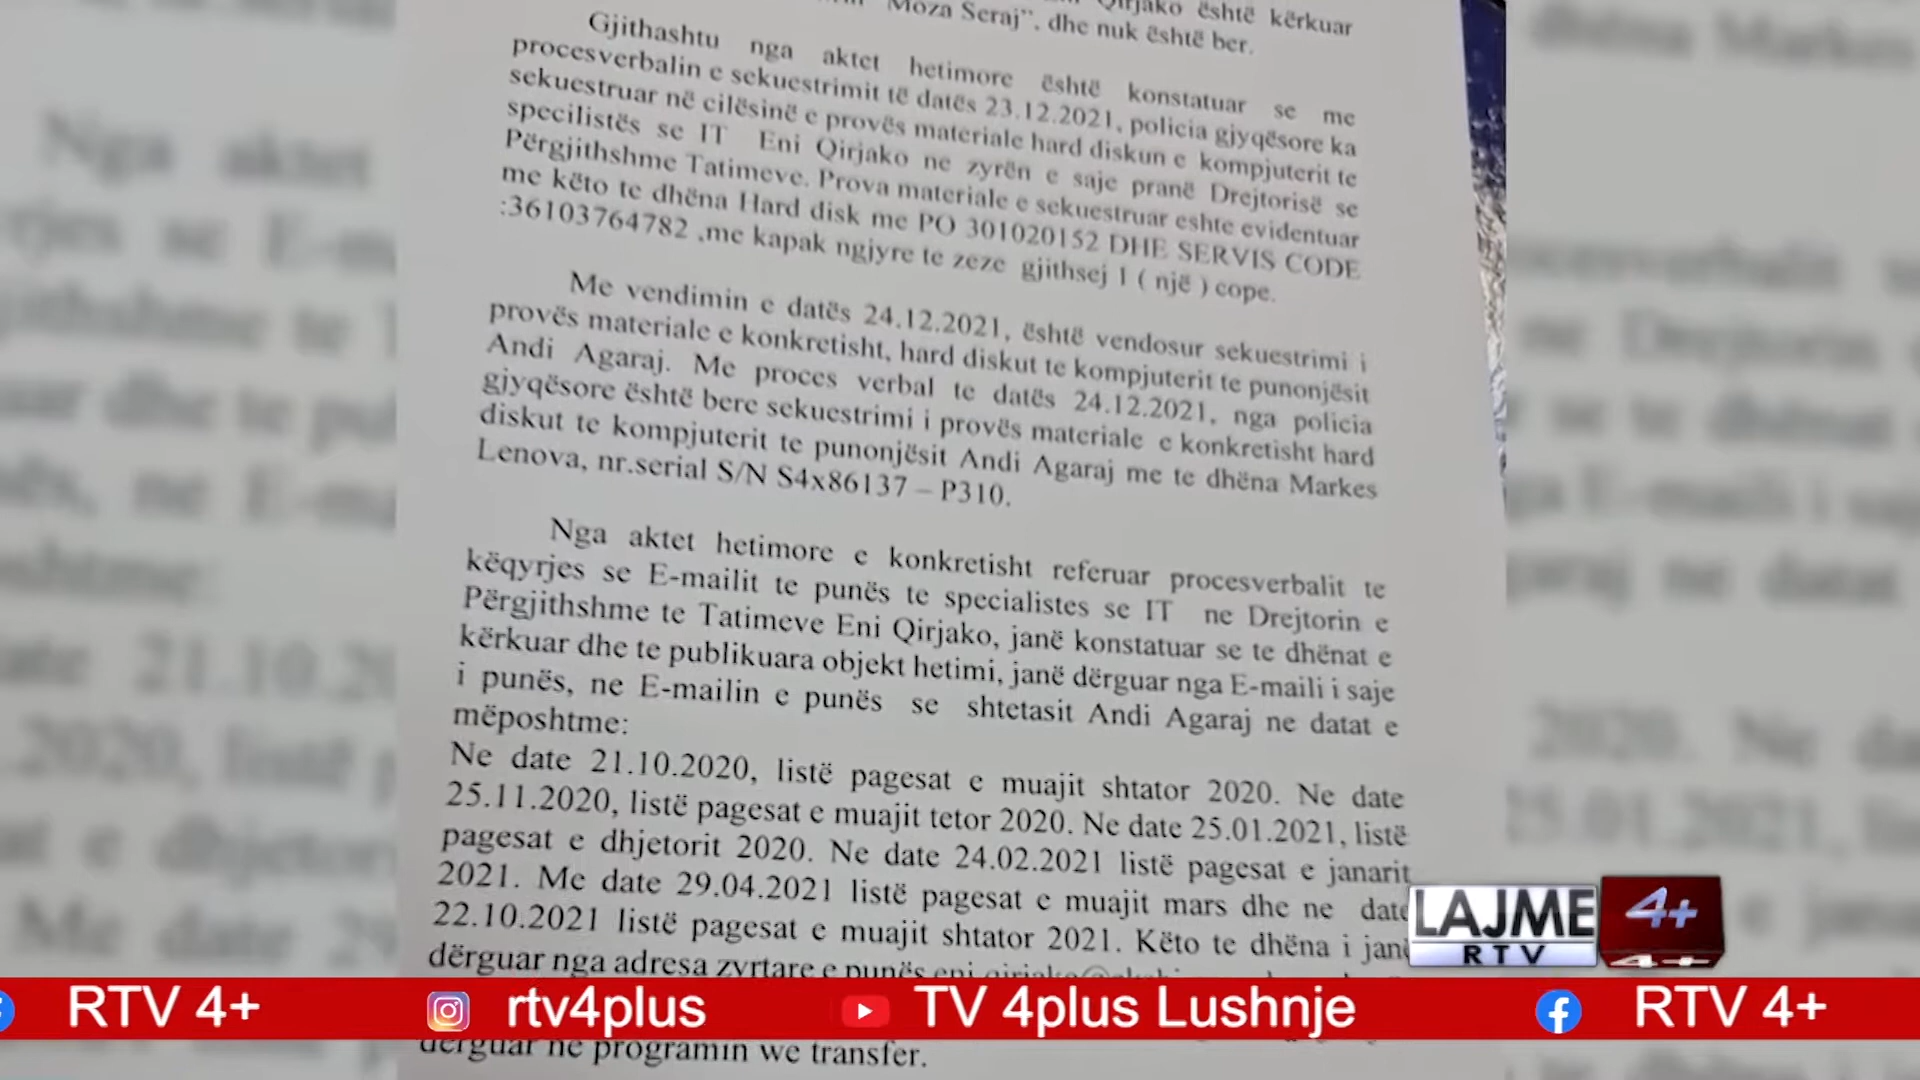 Qirjako është kërkuar
Moza Seraj". dhe nuk është ber.
Gjithashtu nga aktet hetimore është konstatuar se me
procesverbalin e sekuestrimit të datës 23.12.2021, policia gjyqësore ka
sekuestruar në cilësinë e provës materiale hard diskun e kompjuterit te
specilistës se IT Eni Qirjako ne zyrën e saje pranë Drejtorisë se
Përgjithshme Tatimeve. Prova materiale e sekuestruar eshte evidentuar
me këto te dhëna Hard disk me PO 301020152 DHE SERVIS CODE
:36103764782 ,me kapak ngjyre te zeze gjithsej 1 ( një ) cope.
Me vendimin e datës 24.12.2021, është vendosur sekuestrimi i
provës materiale e konkretisht, hard diskut te kompjuterit te punonjësit
Andi Agaraj. Me proces verbal te datës 24.12.2021, nga policia
gjyqësore është bere sekuestrimi i provës materiale e konkretisht hard
diskut te kompjuterit te punonjësit Andi Agaraj me te dhëna Markes
Lenova, nr.serial S/N S4x86137 – P310.
Nga aktet hetimore e konkretisht referuar procesverbalit te
këqyrjes se E-mailit te punës te specialistes se IT ne Drejtorin e
Përgjithshme te Tatimeve Eni Qirjako, janë konstatuar se te dhënat e
kërkuar dhe te publikuara objekt hetimi, janë dërguar nga E-maili i saje
i punës, ne E-mailin e punës se shtetasit Andi Agaraj ne datat e
mëposhtme:
Ne date 21.10.2020, listë pagesat e muajit shtator 2020. Ne date
25.11.2020, listë pagesat e muajit tetor 2020. Ne date 25.01.2021, listë
pagesat e dhjetorit 2020. Ne date 24.02.2021 listë pagesat e janarit
2021. Me date 29.04.2021 listë pagesat e muajit mars dhe ne date
22.10.2021 listë pagesat e muajit shtator 2021. Këto te dhëna i janë
dërguar nga adresa zyrtare e punës
LAJME 4+
RTV
RTV 4+ rtv4plus TV 4plus Lushnje RTV 4+
dërguar ne programin we transfer.